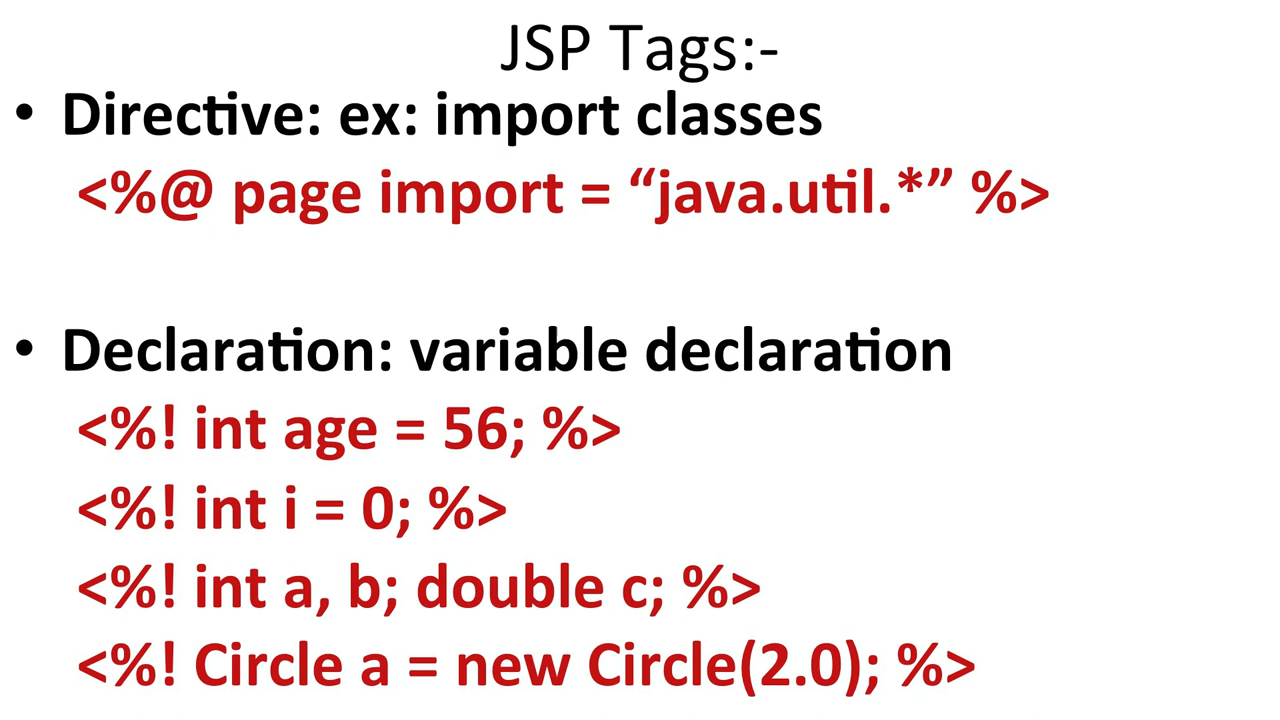 JSP Tags:-
• Directive: ex: import classes
<%@ page import = “java.util.*” %>
• Declaration: variable declaration
<%! int age = 56; %>
<%! int i = 0; %>
<%! int a, b; double c; %>
<%! Circle a = new Circle(2.0); %>